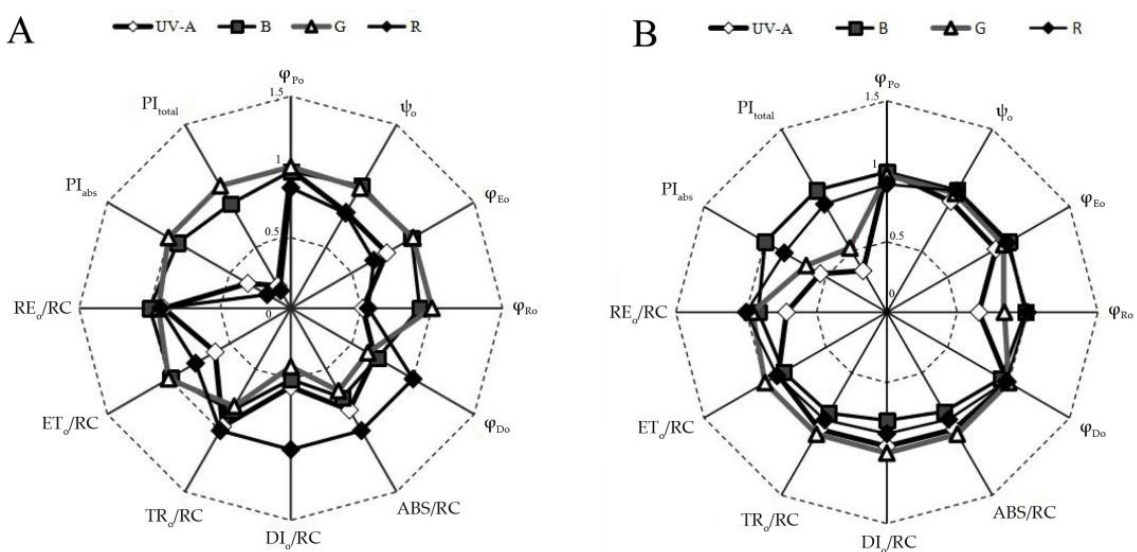 A
UV-A B G R
φPo
ψo
φEo
φRo
φDo
ABS/RC
DIo/RC
TRo/RC
ETo/RC
REo/RC
PIabs
PItotal
1.5
1
0.5
0
B
UV-A B G R
φPo
ψo
φEo
φRo
φDo
ABS/RC
DIo/RC
TRo/RC
ETo/RC
REo/RC
PIabs
PItotal
1.5
1
0.5
0